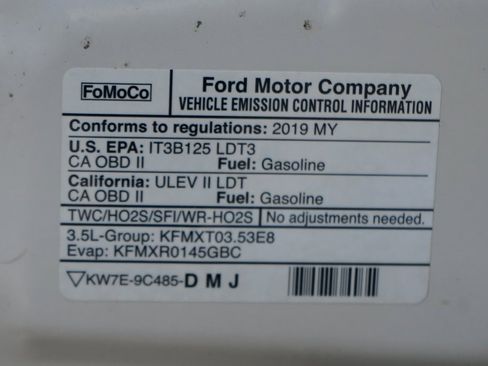 FoMoCo
Ford Motor Company
VEHICLE EMISSION CONTROL INFORMATION
Conforms to regulations: 2019 MY
U.S. EPA: IT3B125 LDT3
CA OBD II Fuel: Gasoline
California: ULEV II LDT
CA OBD II Fuel: Gasoline
TWC/HO2S/SFI/WR-HO2S No adjustments needed.
3.5L-Group: KFMXT03.53E8
Evap: KFMXR0145GBC
KW7E-9C485-D M J